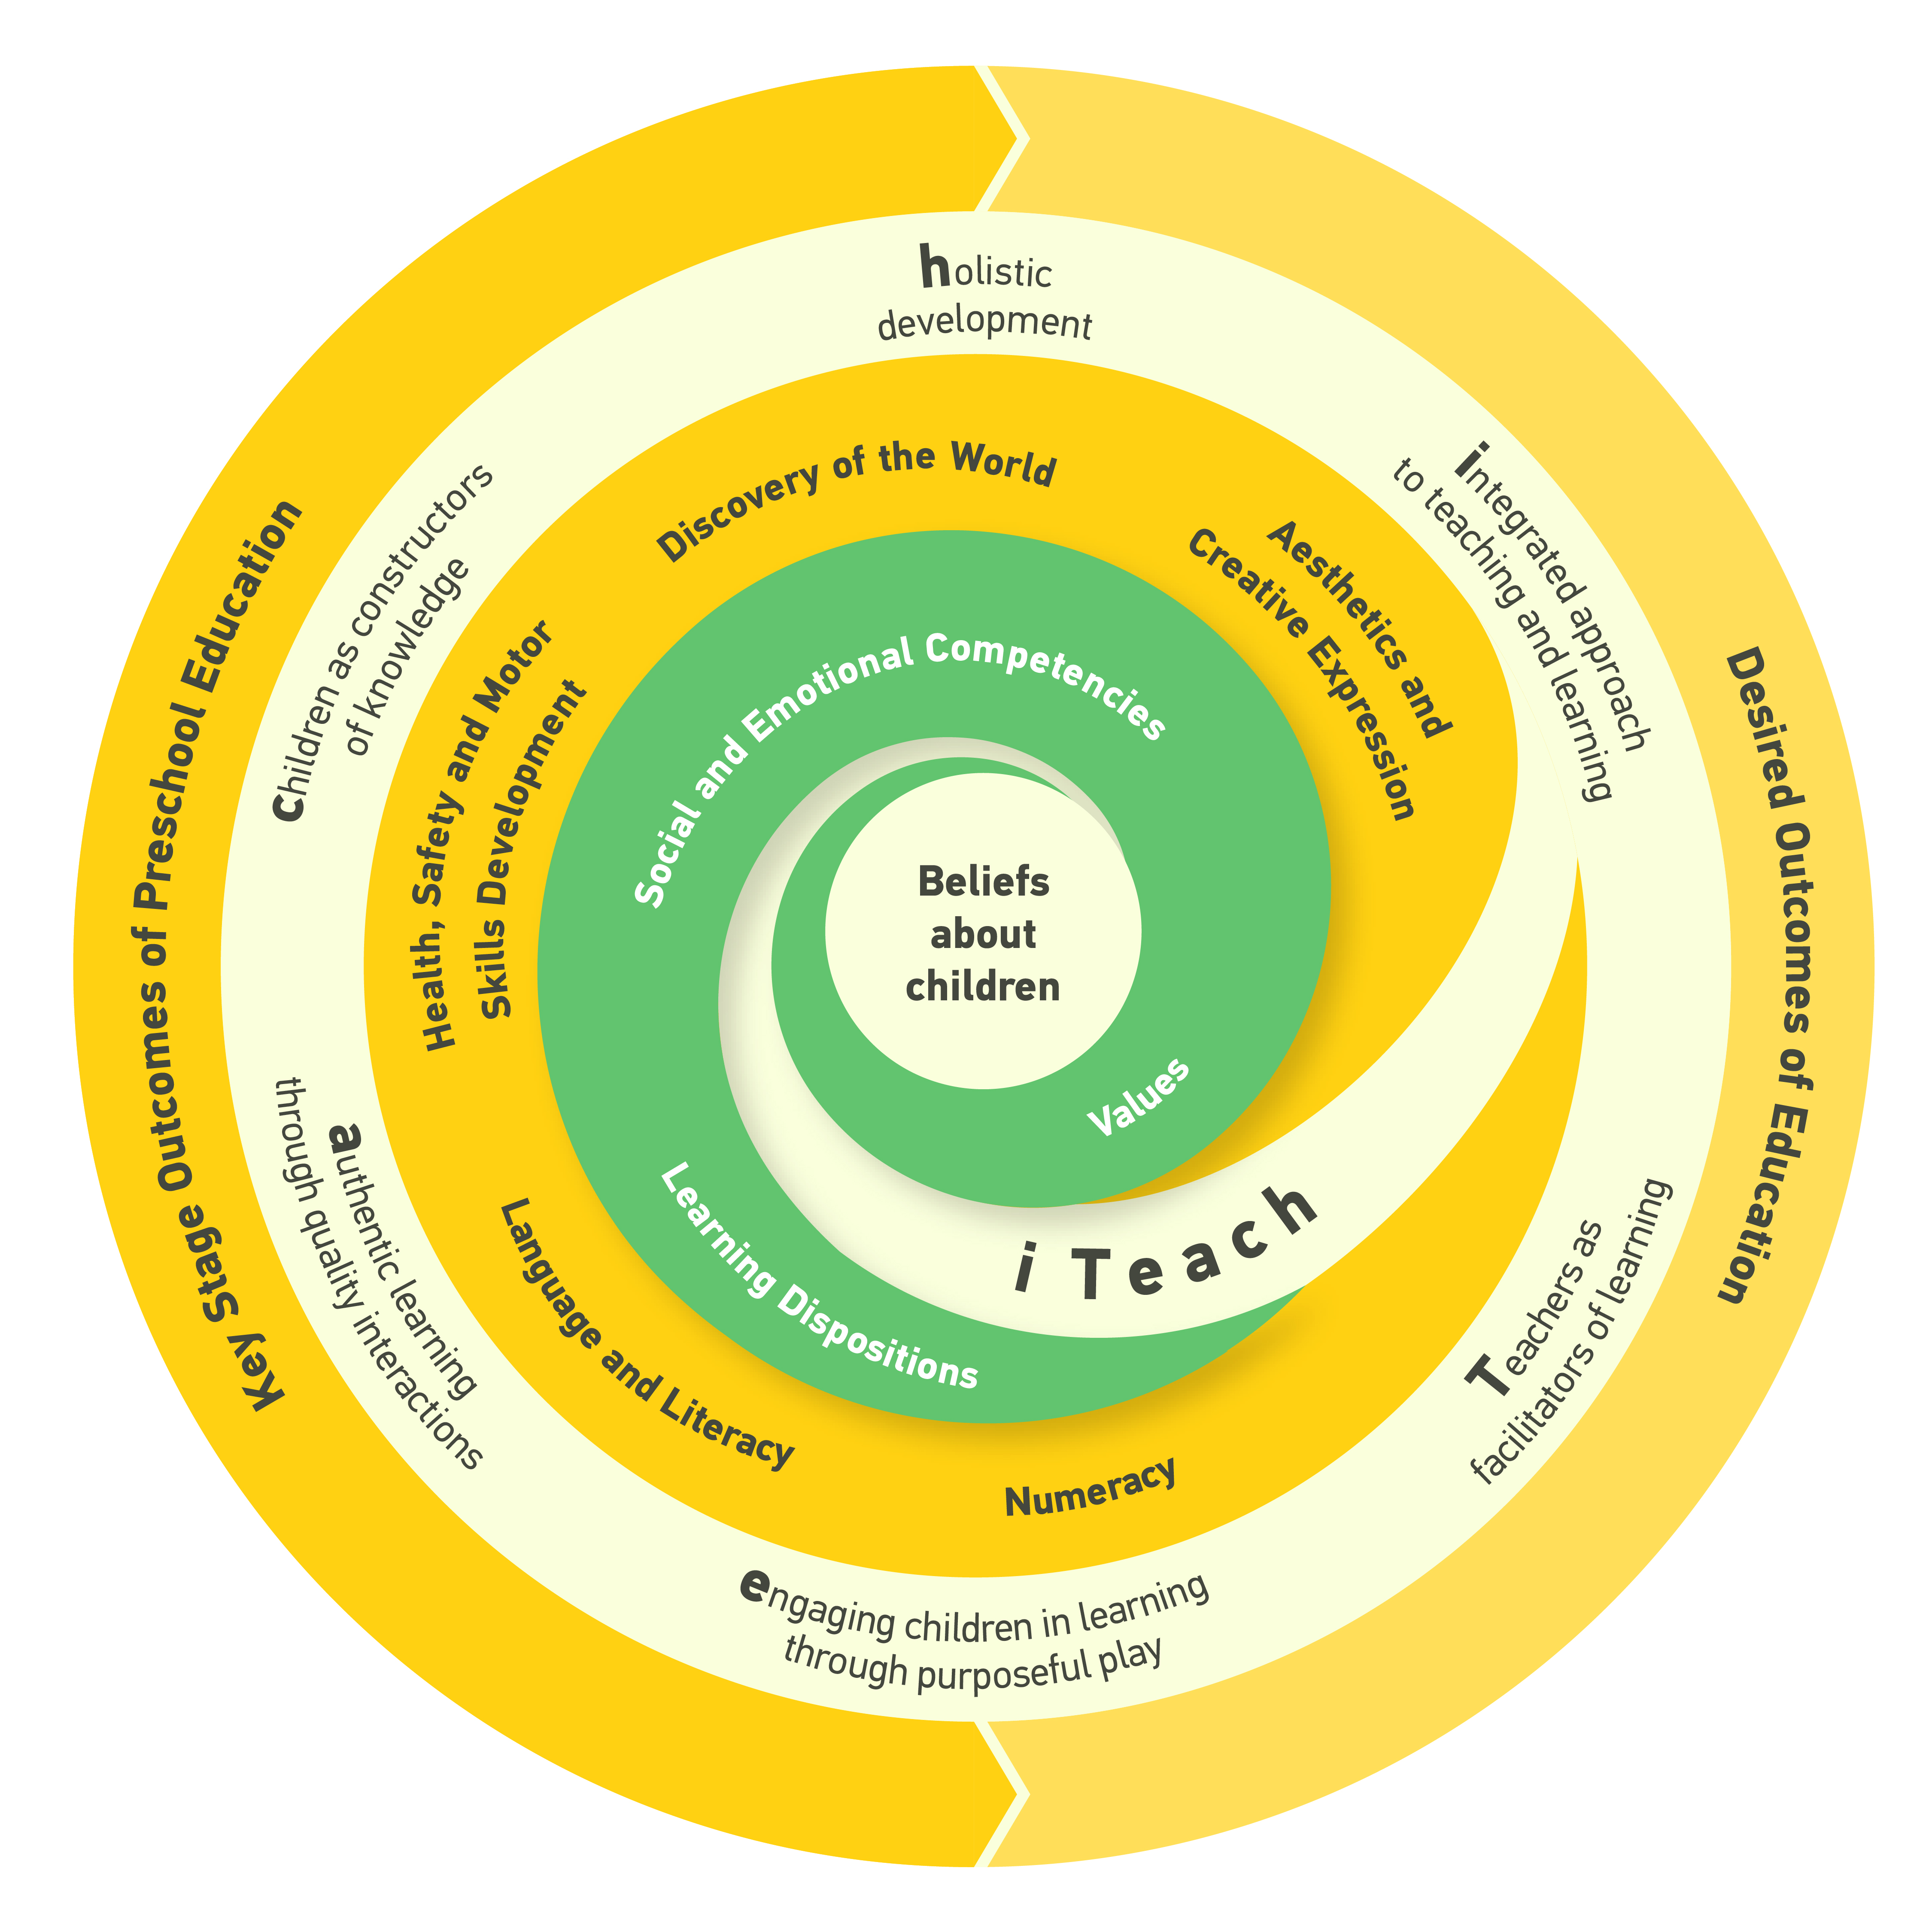 Key Stage Outcomes of Preschool Education
Desired Outcomes of Education
holistic
development
integrated approach
to teaching and learning
Teachers as
facilitators of learning
engaging children in learning
through purposeful play
authentic learning
through quality interactions
Children as constructors
of knowledge
Discovery of the World
Aesthetics and
Creative Expression
Numeracy
Language and Literacy
Health, Safety and Motor
Skills Development
Social and Emotional Competencies
Values
Learning Dispositions
i Teach
Beliefs
about
children